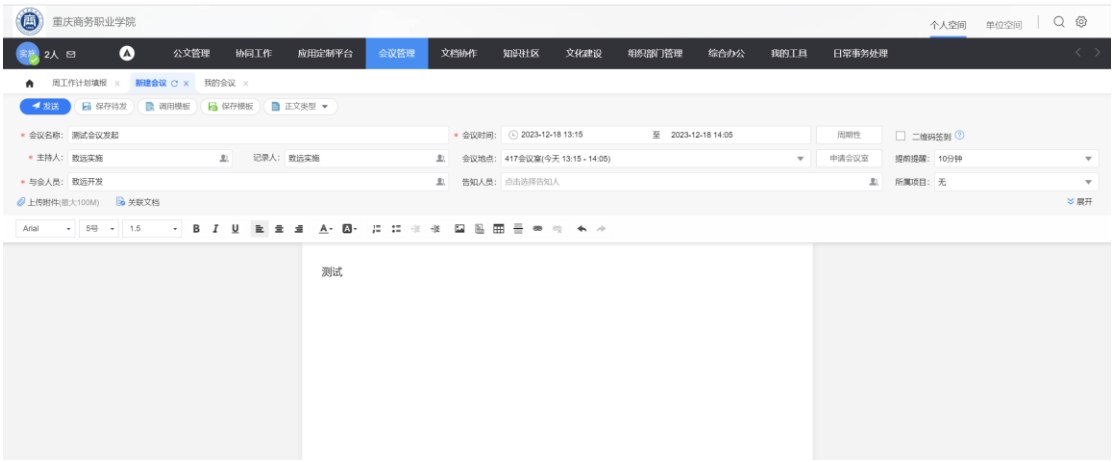 重庆商务职业学院 个人空间 单位空间
实施 2人 公文管理 协同工作 应用定制平台 会议管理 文档协作 知识社区 文化建设 组织部门管理 综合办公 我的工具 日常事务处理
周工作计划填报 × 新建会议 × 我的会议 ×
发送 保存待发 调用模板 保存模板 正文类型
* 会议名称: 测试会议发起 * 会议时间: 2023-12-18 13:15 至 2023-12-18 14:05 周期性 二维码签到
* 主持人: 致远实施 记录人: 致远实施 会议地点: 417会议室(今天 13:15 - 14:05) 申请会议室 提前提醒: 10分钟
* 与会人员: 致远开发 告知人员: 点击选择告知人 所属项目: 无
上传附件(最大100M) 关联文档 展开
Arial 5号 1.5 B I U A A
测试